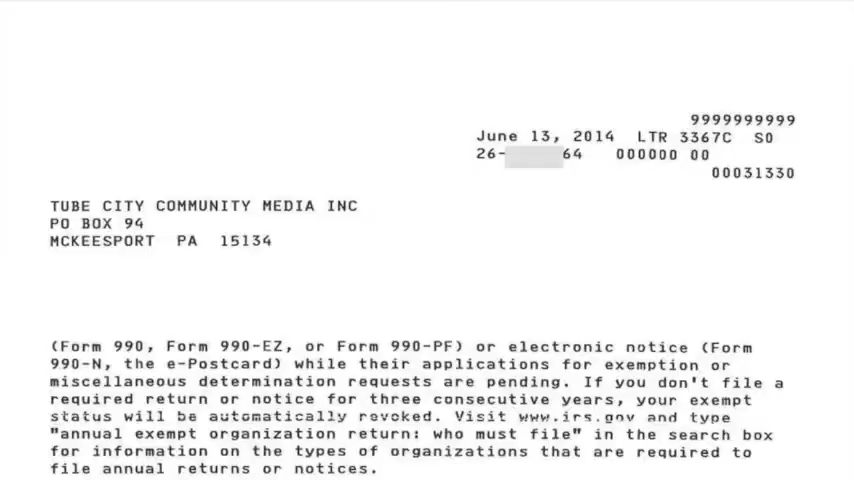 9999999999
June 13, 2014 LTR 3367C S0
26- 64 000000 00
00031330
TUBE CITY COMMUNITY MEDIA INC
PO BOX 94
MCKEESPORT PA 15134
(Form 990, Form 990-EZ, or Form 990-PF) or electronic notice (Form
990-N, the e-Postcard) while their applications for exemption or
miscellaneous determination requests are pending. If you don't file a
required return or notice for three consecutive years, your exempt
status will be automatically revoked. Visit www.irs.gov and type
"annual exempt organization return: who must file" in the search box
for information on the types of organizations that are required to
file annual returns or notices.